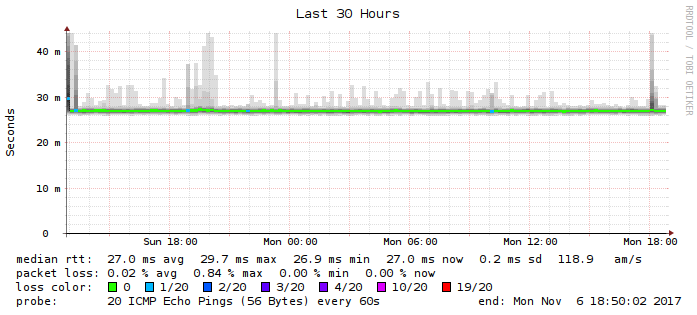 Last 30 Hours
RRDTOOL / TOBI OETIKER
Seconds
40 m
30 m
20 m
10 m
0
Sun 18:00 Mon 00:00 Mon 06:00 Mon 12:00 Mon 18:00
median rtt: 27.0 ms avg 29.7 ms max 26.9 ms min 27.0 ms now 0.2 ms sd 118.9 am/s
packet loss: 0.02 % avg 0.84 % max 0.00 % min 0.00 % now
loss color: 0 1/20 2/20 3/20 4/20 10/20 19/20
probe: 20 ICMP Echo Pings (56 Bytes) every 60s end: Mon Nov 6 18:50:02 2017